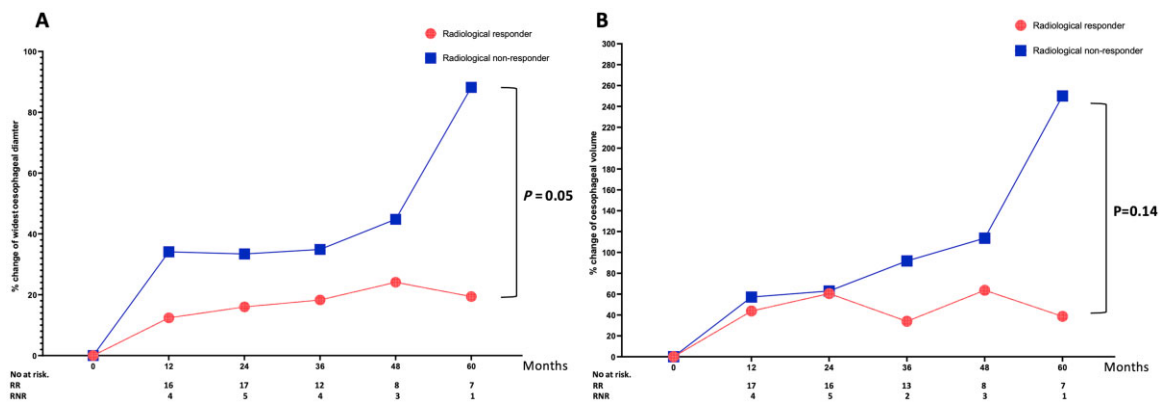 A
Radiological responder
Radiological non-responder
% change of widest oesophageal diamter
100
80
60
40
20
0
0 12 24 36 48 60 Months
P = 0.05
No at risk.
RR 16 17 12 8 7
RNR 4 5 4 3 1
B
Radiological responder
Radiological non-responder
% change of oesophageal volume
300
280
260
240
220
200
180
160
140
120
100
80
60
40
20
0
0 12 24 36 48 60 Months
P=0.14
No at risk.
RR 17 16 13 8 7
RNR 4 5 2 3 1